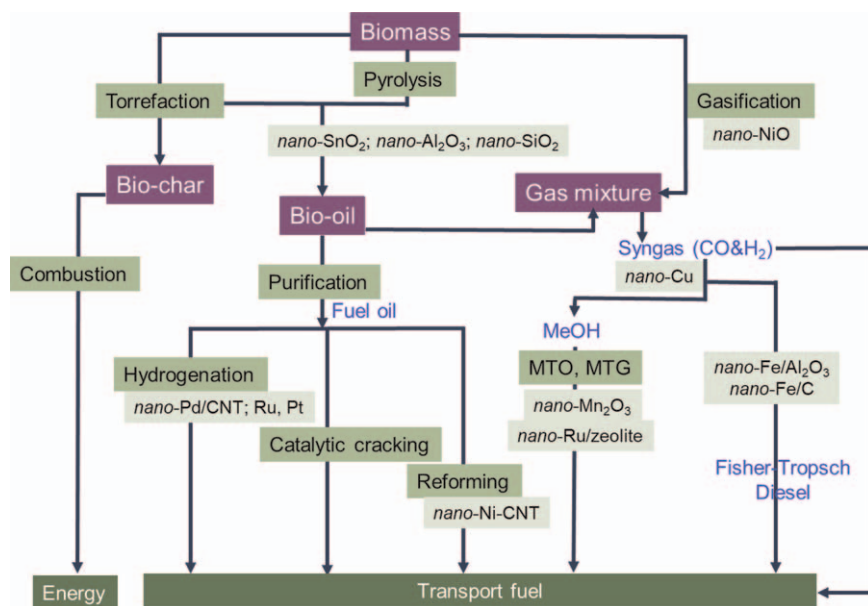 Biomass
Pyrolysis
Torrefaction
Gasification
nano-NiO
nano-SnO₂; nano-Al₂O₃; nano-SiO₂
Bio-char
Gas mixture
Bio-oil
Syngas (CO&H₂)
Combustion
nano-Cu
Purification
Fuel oil
MeOH
Hydrogenation
nano-Pd/CNT; Ru, Pt
MTO, MTG
nano-Fe/Al₂O₃
nano-Fe/C
nano-Mn₂O₃
nano-Ru/zeolite
Catalytic cracking
Reforming
nano-Ni-CNT
Fisher-Tropsch
Diesel
Energy
Transport fuel